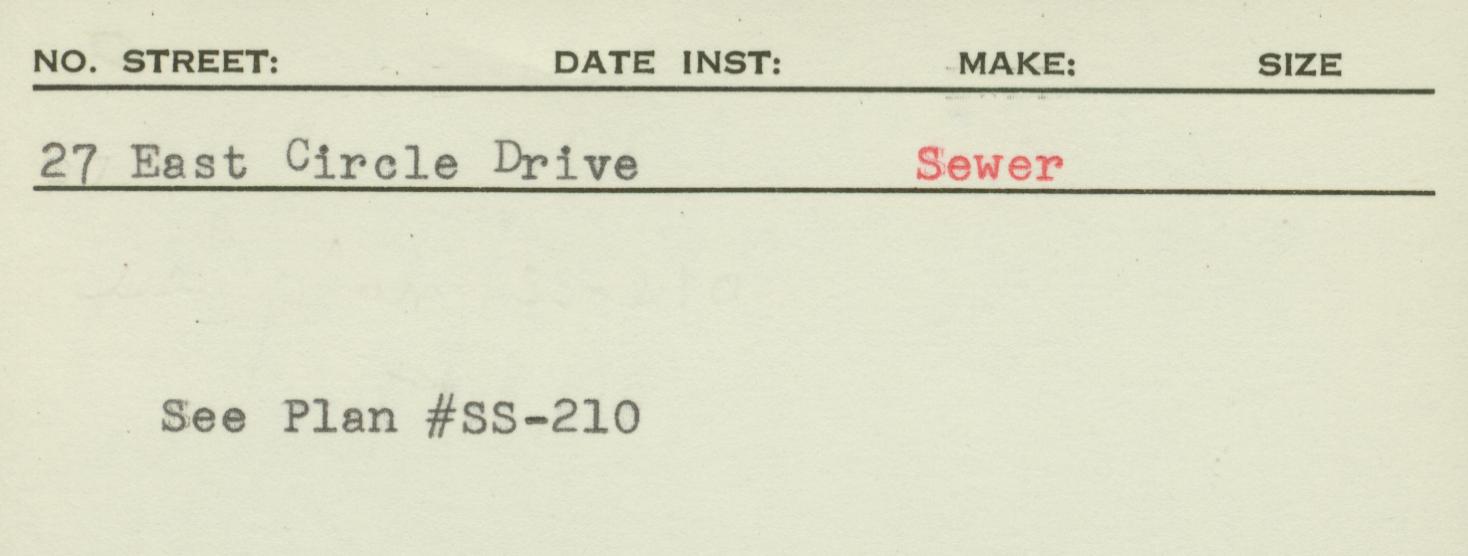 NO. STREET: DATE INST: MAKE: SIZE
27 East Circle Drive Sewer
See Plan #SS-210